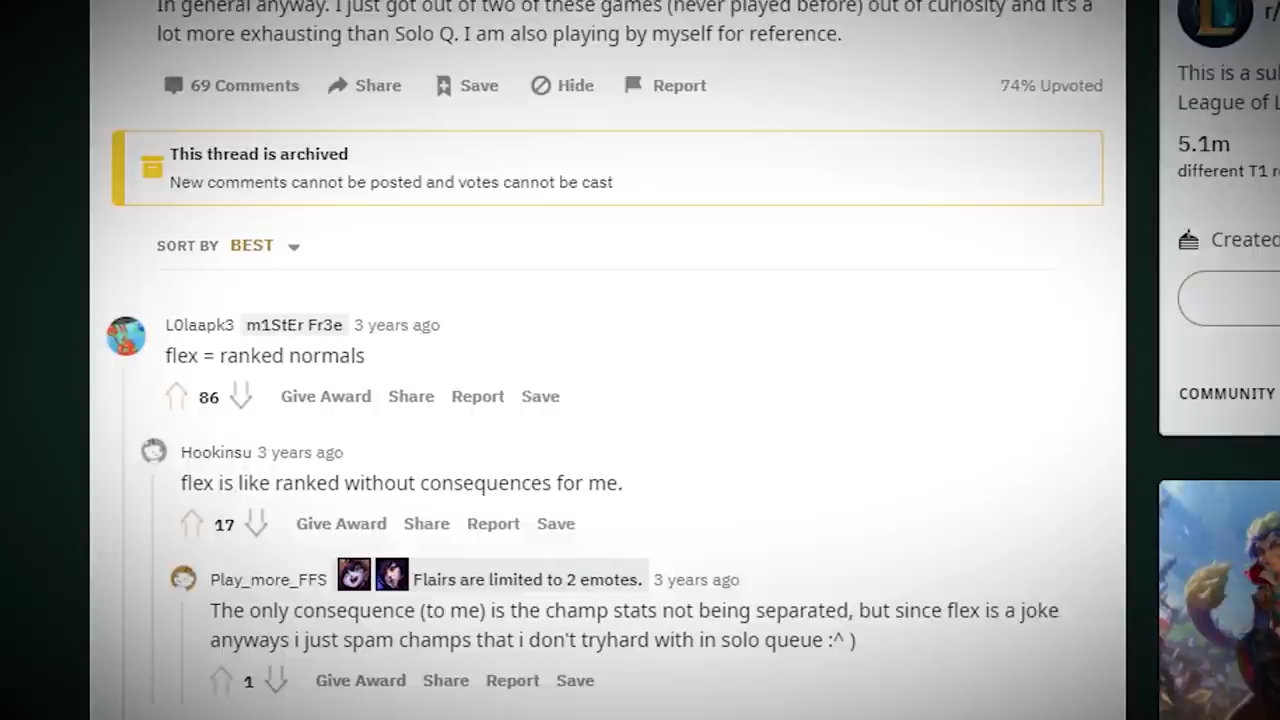 In general anyway. I just got out of two of these games (never played before) out of curiosity and it's a
lot more exhausting than Solo Q. I am also playing by myself for reference.
69 Comments Share Save Hide Report 74% Upvoted
This thread is archived
New comments cannot be posted and votes cannot be cast
SORT BY BEST
L0laapk3 m1StEr Fr3e 3 years ago
flex = ranked normals
86 Give Award Share Report Save
Hookinsu 3 years ago
flex is like ranked without consequences for me.
17 Give Award Share Report Save
Play_more_FFS Flairs are limited to 2 emotes. 3 years ago
The only consequence (to me) is the champ stats not being separated, but since flex is a joke
anyways i just spam champs that i don't tryhard with in solo queue :^ )
1 Give Award Share Report Save
r/
This is a su
League of L
5.1m
different T1 r
Created
COMMUNITY